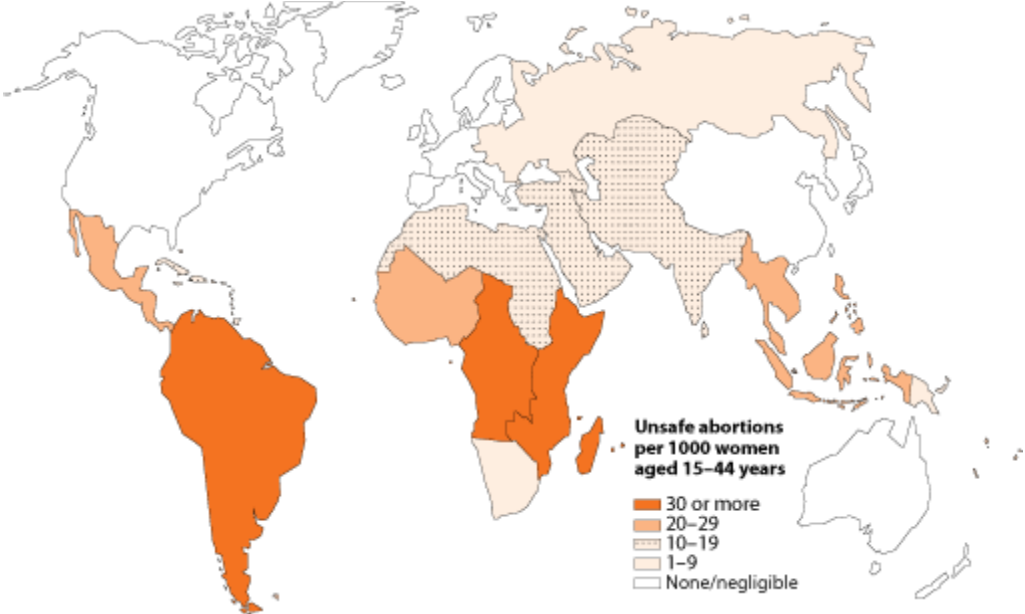 Unsafe abortions
per 1000 women
aged 15–44 years
30 or more
20–29
10–19
1–9
None/negligible